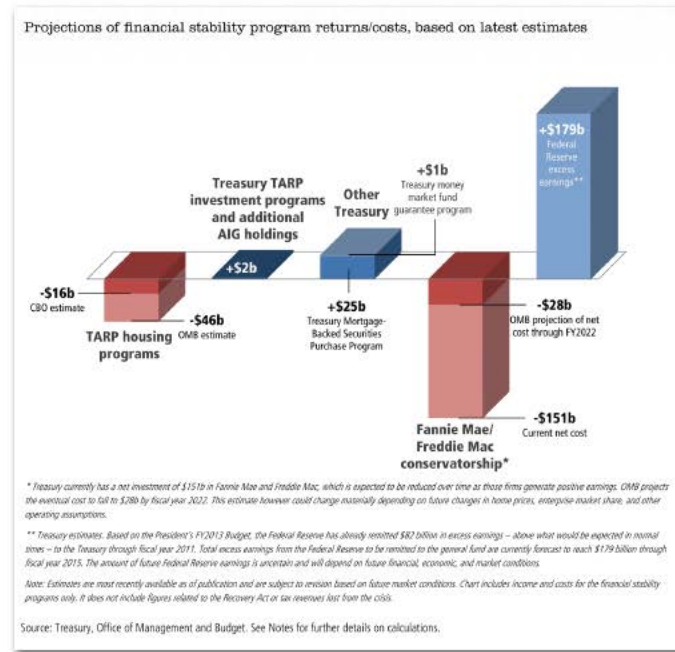 Projections of financial stability program returns/costs, based on latest estimates
+$179b
Federal
Reserve
excess
earnings**
+$1b
Treasury money
market fund
guarantee program
Treasury TARP
investment programs
and additional
AIG holdings
Other
Treasury
+$2b
-$16b
CBO estimate
-$46b
OMB estimate
TARP housing
programs
+$25b
Treasury Mortgage-
Backed Securities
Purchase Program
-$28b
OMB projection of net
cost through FY2022
-$151b
Current net cost
Fannie Mae/
Freddie Mac
conservatorship*
* Treasury currently has a net investment of $151b in Fannie Mae and Freddie Mac, which is expected to be reduced over time as those firms generate positive earnings. OMB projects
the eventual cost to fall to $28b by fiscal year 2022. This estimate however could change materially depending on future changes in home prices, enterprise market share, and other
operating assumptions.
** Treasury estimates. Based on the President's FY2013 Budget, the Federal Reserve has already remitted $82 billion in excess earnings – above what would be expected in normal
times – to the Treasury through fiscal year 2011. Total excess earnings from the Federal Reserve to be remitted to the general fund are currently forecast to reach $179 billion through
fiscal year 2015. The amount of future Federal Reserve earnings is uncertain and will depend on future financial, economic, and market conditions.
Note: Estimates are most recently available as of publication and are subject to revision based on future market conditions. Chart includes income and costs for the financial stability
programs only. It does not include figures related to the Recovery Act or tax revenues lost from the crisis.
Source: Treasury, Office of Management and Budget. See Notes for further details on calculations.